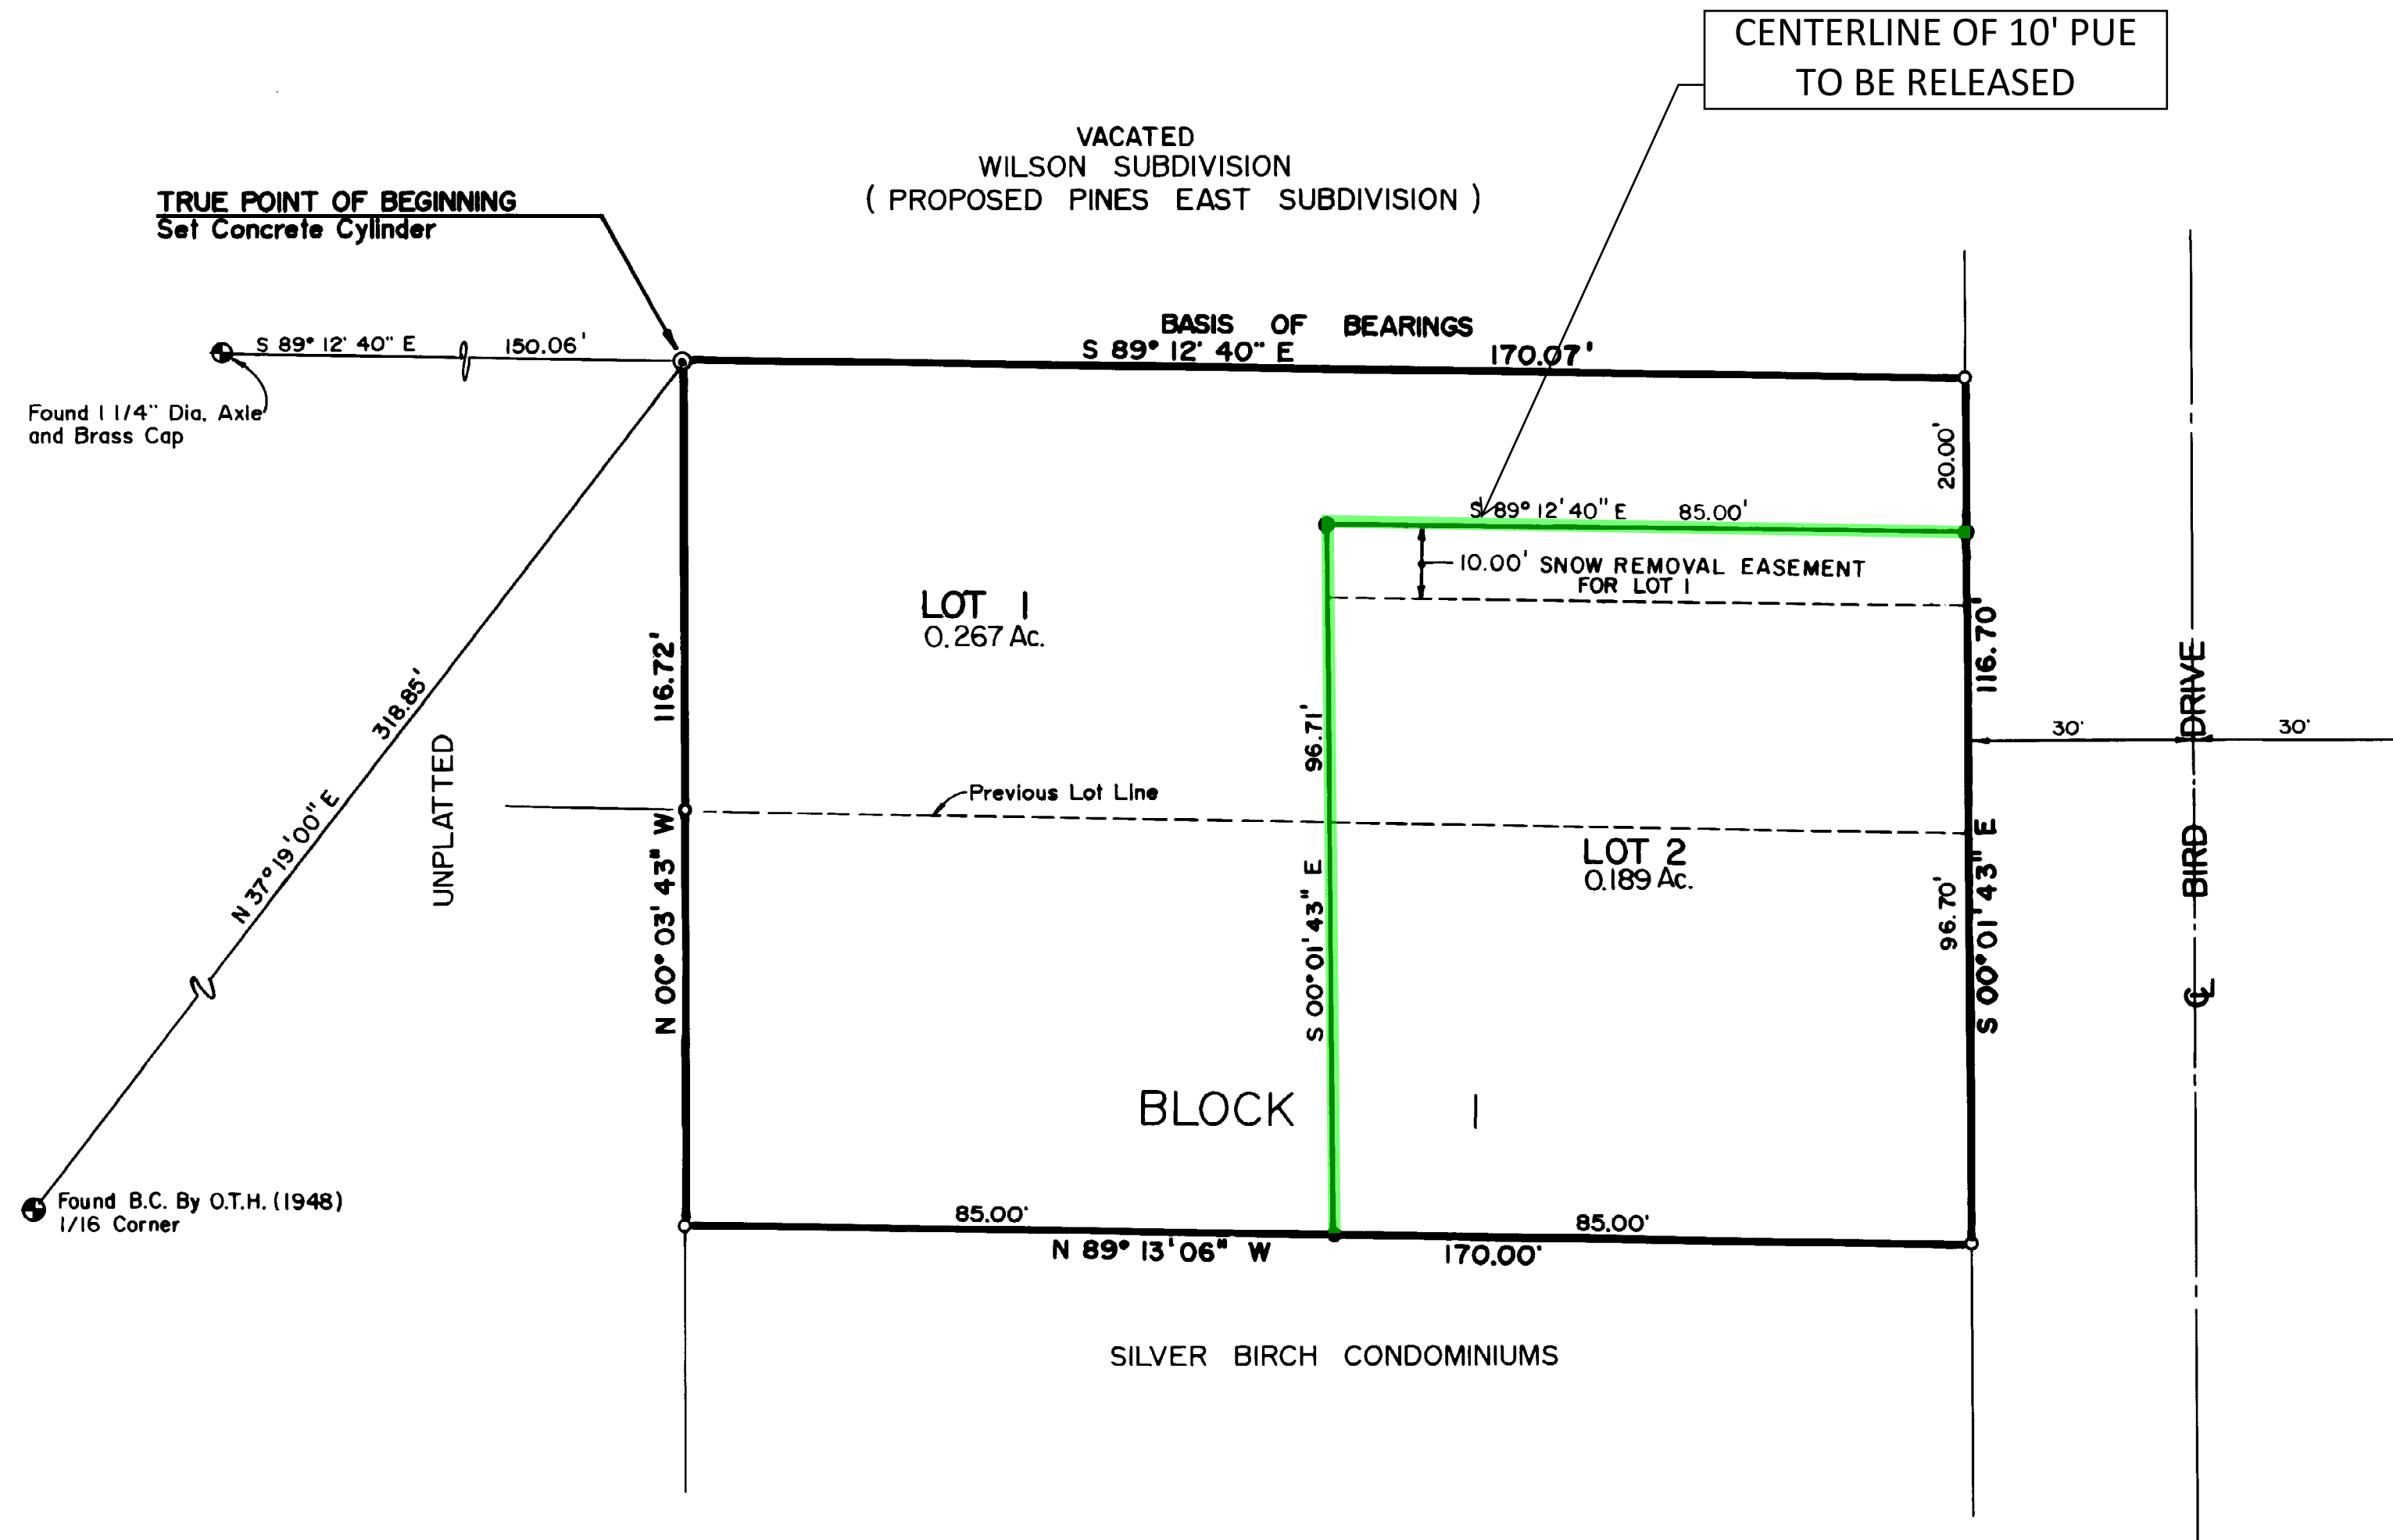 CENTERLINE OF 10' PUE
TO BE RELEASED
VACATED
WILSON SUBDIVISION
( PROPOSED PINES EAST SUBDIVISION )
TRUE POINT OF BEGINNING
Set Concrete Cylinder
BASIS OF BEARINGS
S 89° 12' 40" E 170.07'
S 89° 12' 40" E 150.06'
Found 1 1/4" Dia. Axle
and Brass Cap
20.00'
S 89° 12' 40" E 85.00'
10.00' SNOW REMOVAL EASEMENT
FOR LOT 1
LOT 1
0.267 Ac.
116.72'
N 00° 03' 43" W
318.85'
N 37° 19' 00" E
UNPLATTED
96.71'
S 00° 01' 43" E
Previous Lot Line
LOT 2
0.189 Ac.
116.70'
S 00° 01' 43" E
96.70'
30'
30'
BIRD DRIVE
CL
BLOCK 1
Found B.C. By O.T.H. (1948)
1/16 Corner
85.00'
85.00'
N 89° 13' 06" W 170.00'
SILVER BIRCH CONDOMINIUMS